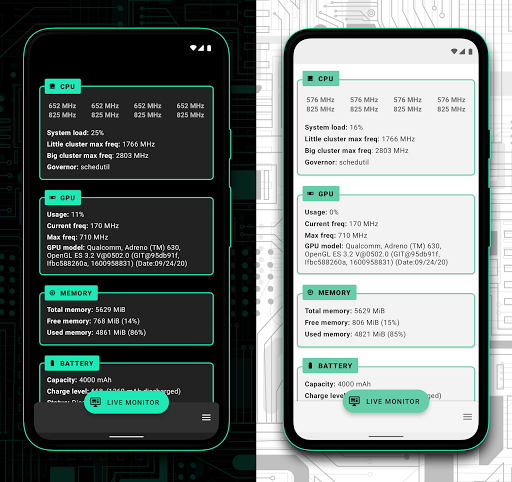 CPU
652 MHz 652 MHz 652 MHz 652 MHz
825 MHz 825 MHz 825 MHz 825 MHz
System load: 25%
Little cluster max freq: 1766 MHz
Big cluster max freq: 2803 MHz
Governor: schedutil
GPU
Usage: 11%
Current freq: 170 MHz
Max freq: 710 MHz
GPU model: Qualcomm, Adreno (TM) 630,
OpenGL ES 3.2 V@0502.0 (GIT@95db91f,
Ifbc588260a, 1600958831) (Date:09/24/20)
MEMORY
Total memory: 5629 MiB
Free memory: 768 MiB (14%)
Used memory: 4861 MiB (86%)
BATTERY
Capacity: 4000 mAh
Charge level:
LIVE MONITOR
CPU
576 MHz 576 MHz 576 MHz 576 MHz
825 MHz 825 MHz 825 MHz 825 MHz
System load: 16%
Little cluster max freq: 1766 MHz
Big cluster max freq: 2803 MHz
Governor: schedutil
GPU
Usage: 0%
Current freq: 170 MHz
Max freq: 710 MHz
GPU model: Qualcomm, Adreno (TM) 630,
OpenGL ES 3.2 V@0502.0 (GIT@95db91f,
Ifbc588260a, 1600958831) (Date:09/24/20)
MEMORY
Total memory: 5629 MiB
Free memory: 806 MiB (15%)
Used memory: 4821 MiB (85%)
BATTERY
Capacity: 4000 mAh
Charge
LIVE MONITOR